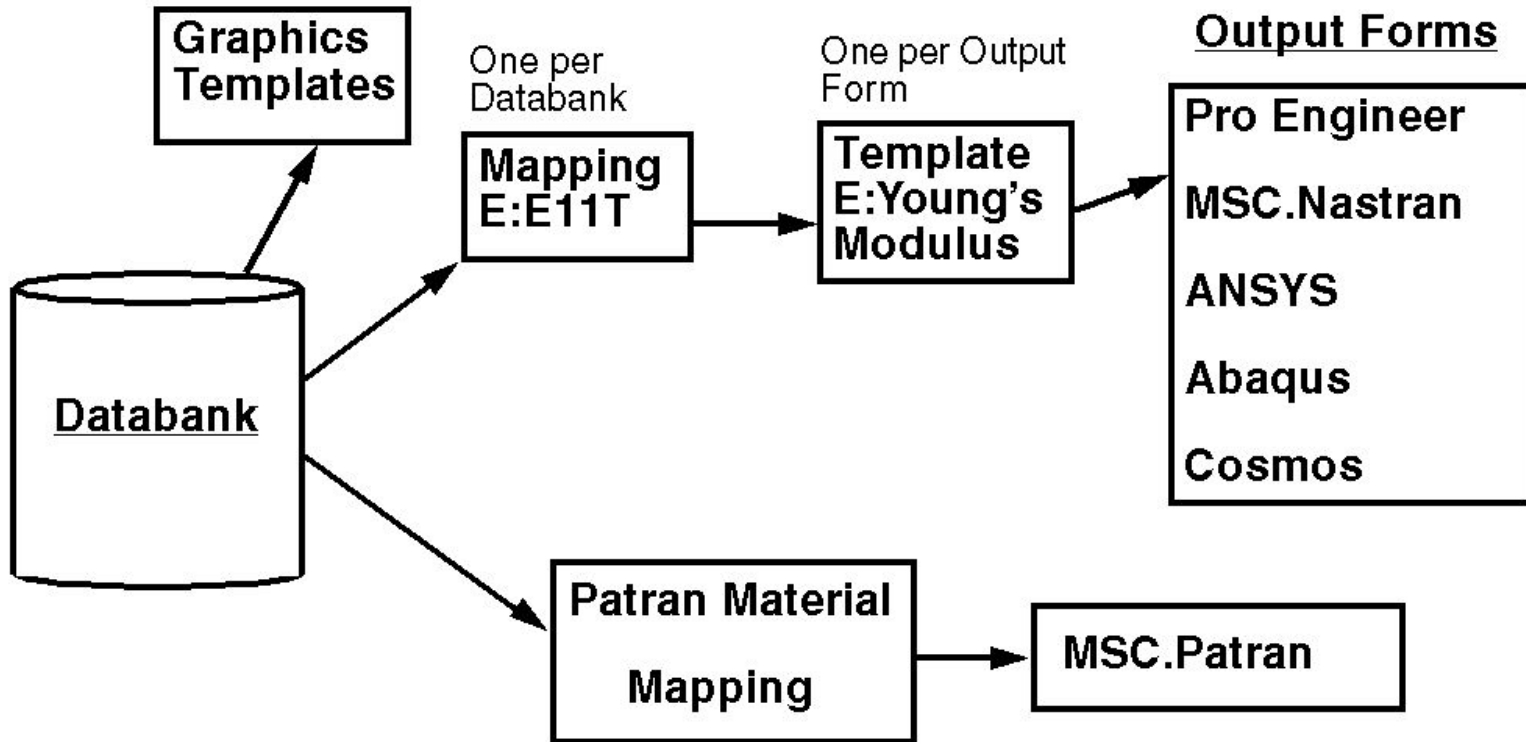 Graphics
Templates
One per
Databank
Mapping
E:E11T
One per Output
Form
Template
E:Young's
Modulus
Output Forms
Pro Engineer
MSC.Nastran
ANSYS
Abaqus
Cosmos
Databank
Patran Material
Mapping
MSC.Patran